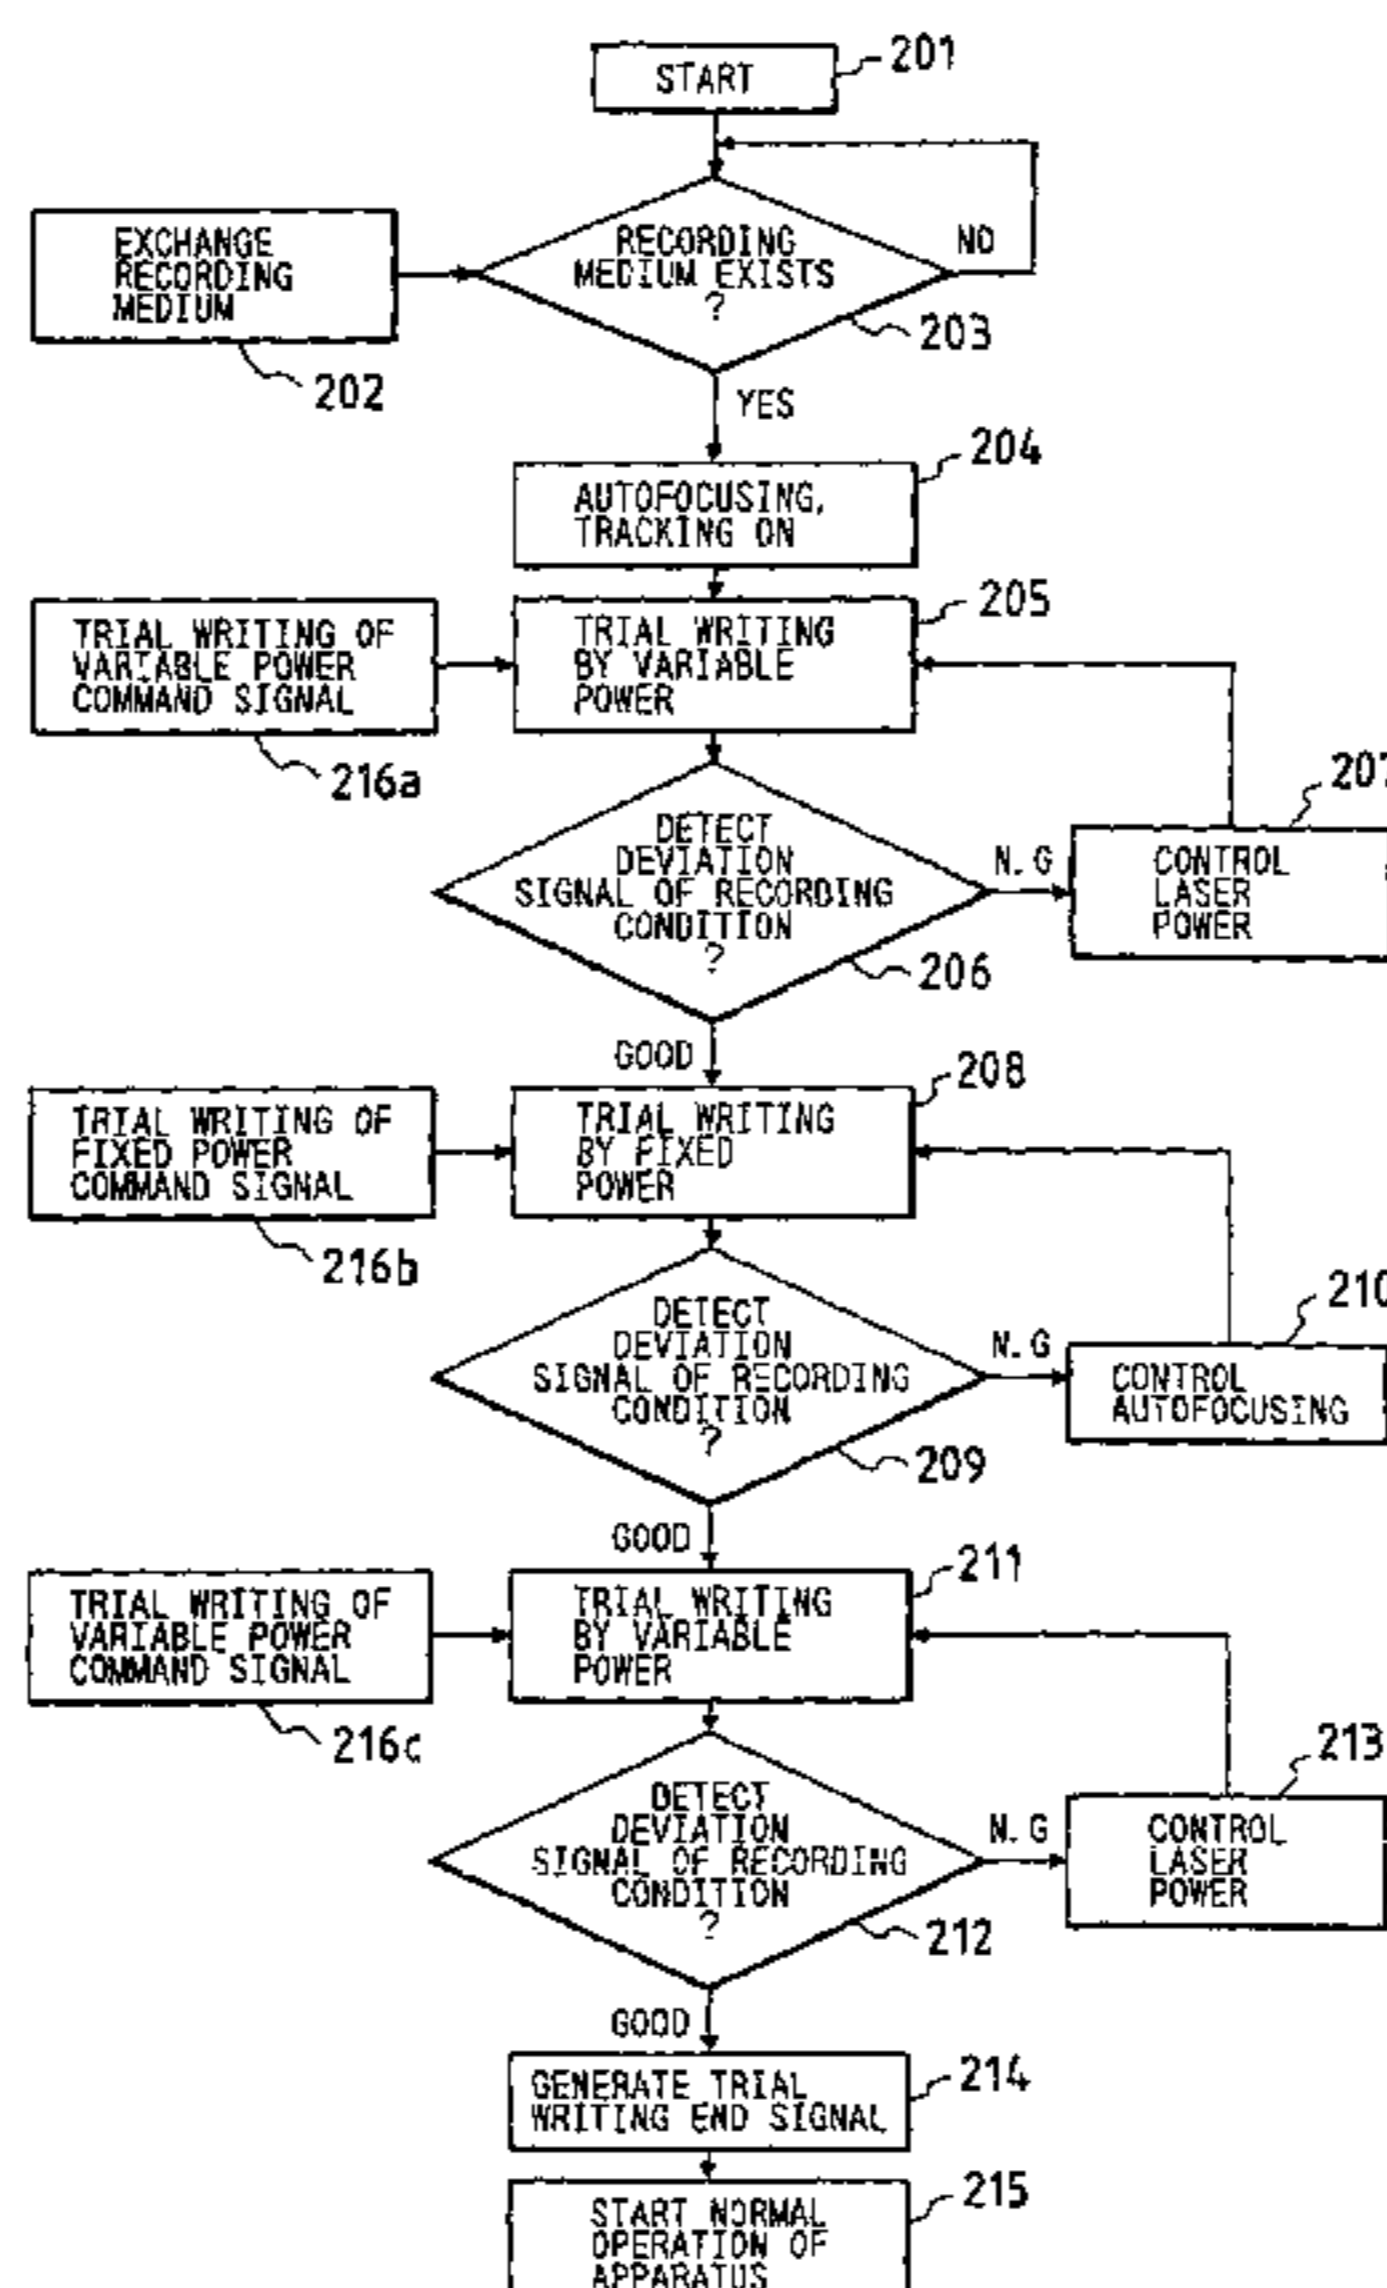 START
201
EXCHANGE
RECORDING
MEDIUM
202
RECORDING
MEDIUM EXISTS
?
NO
203
YES
AUTOFOCUSING,
TRACKING ON
204
TRIAL WRITING OF
VARIABLE POWER
COMMAND SIGNAL
216a
TRIAL WRITING
BY VARIABLE
POWER
205
DETECT
DEVIATION
SIGNAL OF RECORDING
CONDITION
?
206
N.G
CONTROL
LASER
POWER
207
GOOD
TRIAL WRITING OF
FIXED POWER
COMMAND SIGNAL
216b
TRIAL WRITING
BY FIXED
POWER
208
DETECT
DEVIATION
SIGNAL OF RECORDING
CONDITION
?
209
N.G
CONTROL
AUTOFOCUSING
210
GOOD
TRIAL WRITING OF
VARIABLE POWER
COMMAND SIGNAL
216c
TRIAL WRITING
BY VARIABLE
POWER
211
DETECT
DEVIATION
SIGNAL OF RECORDING
CONDITION
?
212
N.G
CONTROL
LASER
POWER
213
GOOD
GENERATE TRIAL
WRITING END SIGNAL
214
START NORMAL
OPERATION OF
APPARATUS
215